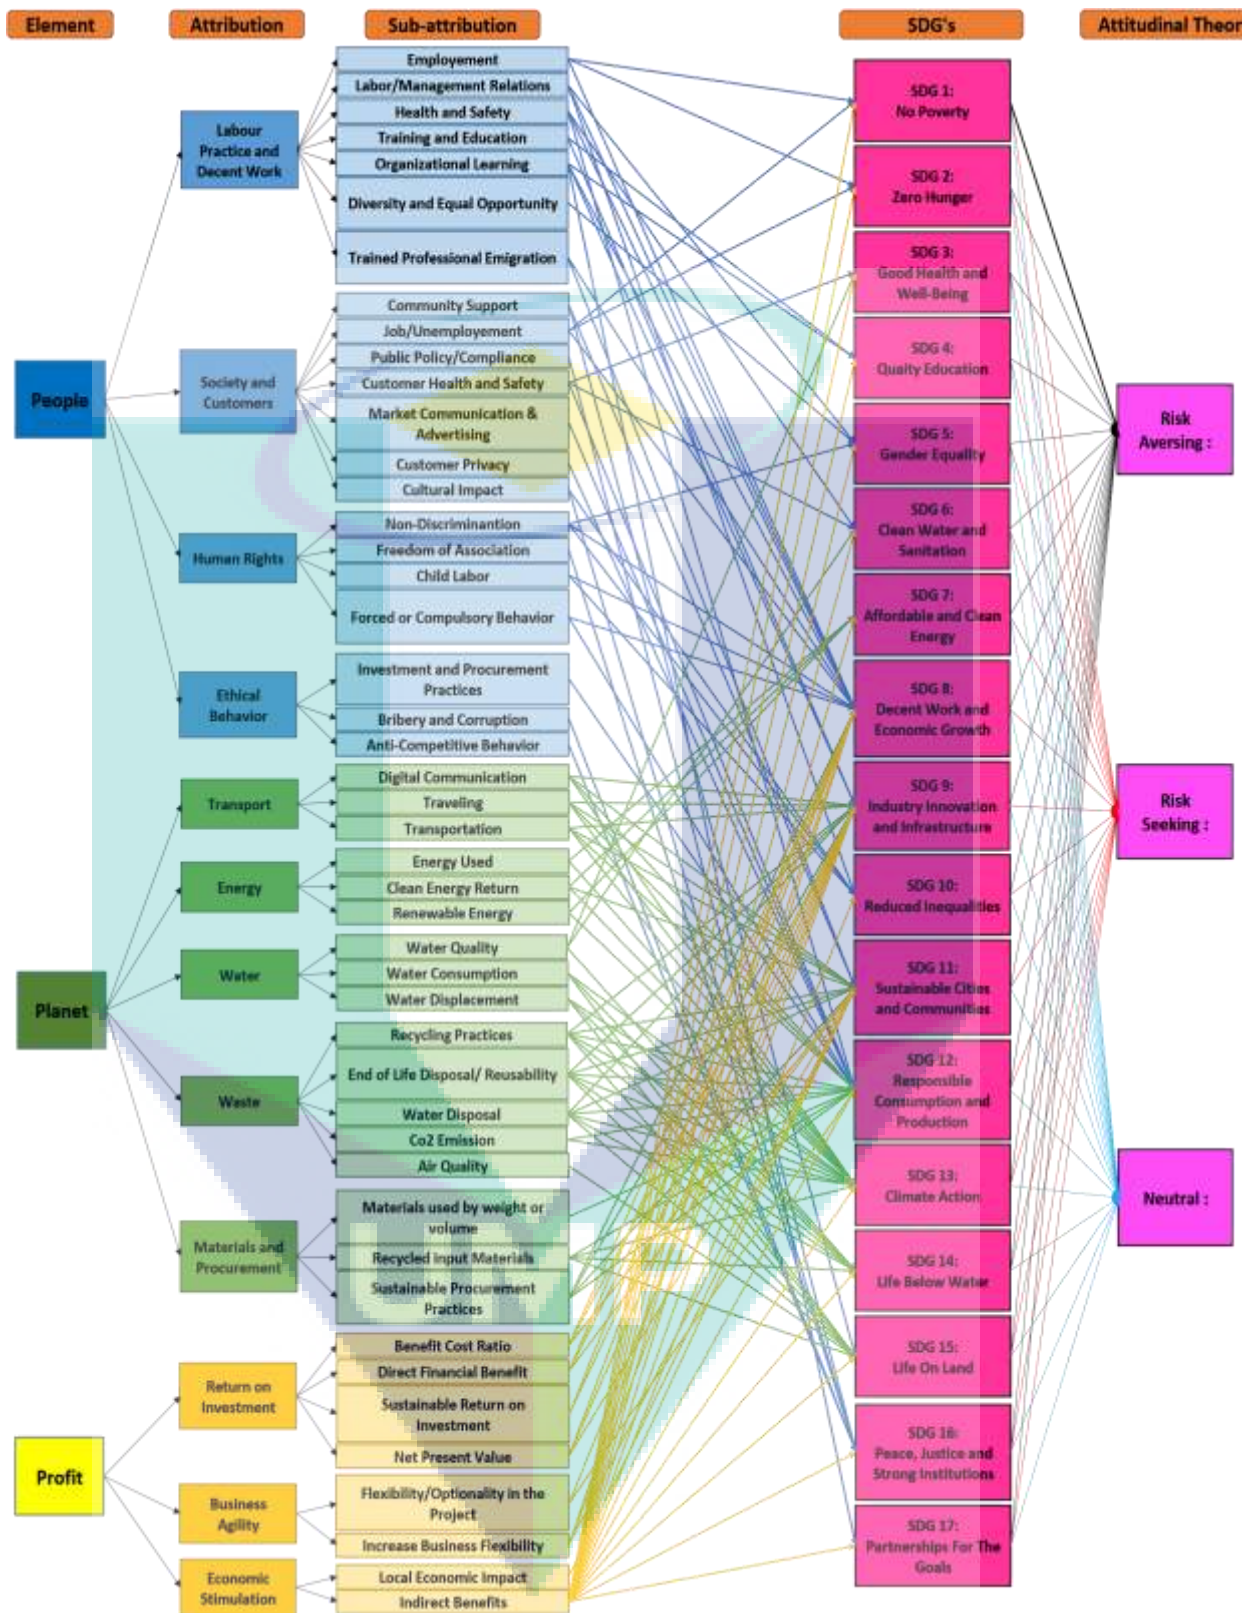 Element
Attribution
Sub-attribution
SDG's
Attitudinal Theor
People
Labour
Practice and
Decent Work
Employement
Labor/Management Relations
Health and Safety
Training and Education
Organizational Learning
Diversity and Equal Opportunity
Trained Professional Emigration
Society and
Customers
Community Support
Job/Unemployement
Public Policy/Compliance
Customer Health and Safety
Market Communication &
Advertising
Customer Privacy
Cultural Impact
Human Rights
Non-Discriminantion
Freedom of Association
Child Labor
Forced or Compulsory Behavior
Ethical
Behavior
Investment and Procurement
Practices
Bribery and Corruption
Anti-Competitive Behavior
Planet
Transport
Digital Communication
Traveling
Transportation
Energy
Energy Used
Clean Energy Return
Renewable Energy
Water
Water Quality
Water Consumption
Water Displacement
Waste
Recycling Practices
End of Life Disposal/ Reusability
Water Disposal
Co2 Emission
Air Quality
Materials and
Procurement
Materials used by weight or
volume
Recycled input Materials
Sustainable Procurement
Practices
Profit
Return on
Investment
Benefit Cost Ratio
Direct Financial Benefit
Sustainable Return on
Investment
Net Present Value
Business
Agility
Flexibility/Optionality in the
Project
Increase Business Flexibility
Economic
Stimulation
Local Economic Impact
Indirect Benefits
SDG 1:
No Poverty
SDG 2:
Zero Hunger
SDG 3:
Good Health and
Well-Being
SDG 4:
Quaity Education
SDG 5:
Gender Equality
SDG 6:
Clean Water and
Sanitation
SDG 7:
Affordable and Clean
Energy
SDG 8:
Decent Work and
Economic Growth
SDG 9:
Industry Innovation
and Infrastructure
SDG 10:
Reduced Inequalities
SDG 11:
Sustainable Cities
and Communities
SDG 12:
Responsible
Consumption and
Production
SDG 13:
Climate Action
SDG 14:
Life Below Water
SDG 15:
Life On Land
SDG 16:
Peace, Justice and
Strong Institutions
SDG 17:
Partnerships For The
Goals
Risk
Aversing :
Risk
Seeking :
Neutral :
UMP